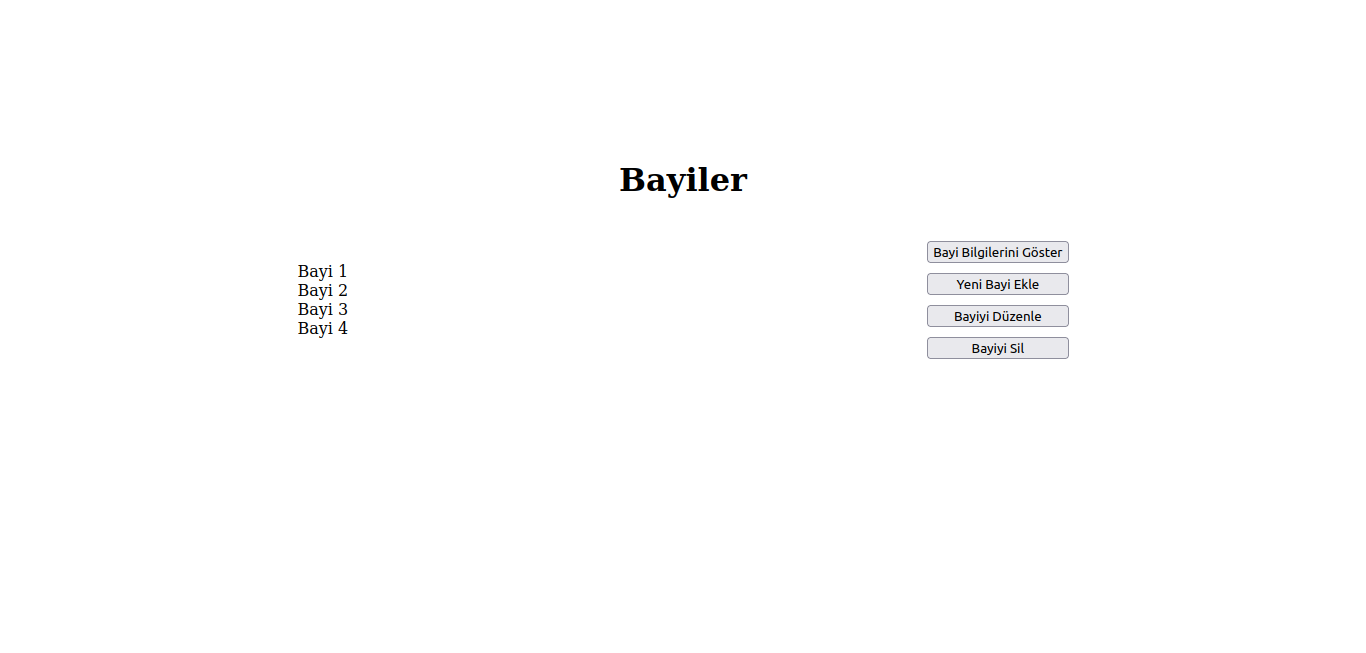 Bayiler
Bayi 1
Bayi 2
Bayi 3
Bayi 4
Bayi Bilgilerini Göster
Yeni Bayi Ekle
Bayiyi Düzenle
Bayiyi Sil